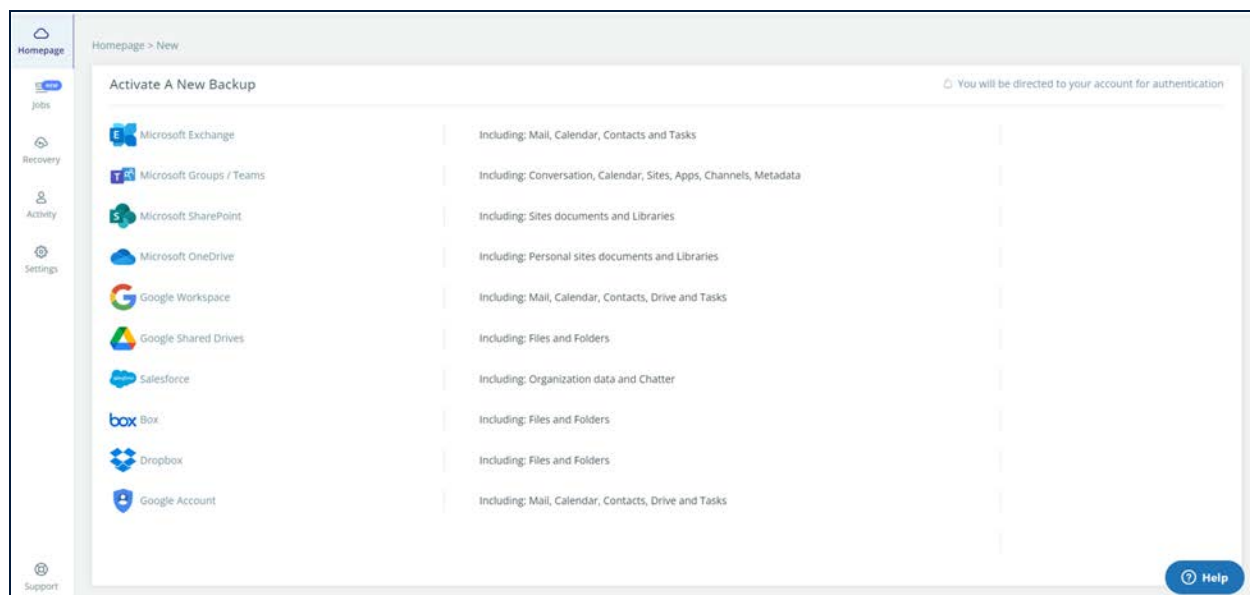 Homepage
new
Jobs
Recovery
Activity
Settings
Support
Homepage > New
Activate A New Backup
You will be directed to your account for authentication
E Microsoft Exchange Including: Mail, Calendar, Contacts and Tasks
T Microsoft Groups / Teams Including: Conversation, Calendar, Sites, Apps, Channels, Metadata
S Microsoft SharePoint Including: Sites documents and Libraries
Microsoft OneDrive Including: Personal sites documents and Libraries
Google Workspace Including: Mail, Calendar, Contacts, Drive and Tasks
Google Shared Drives Including: Files and Folders
salesforce Salesforce Including: Organization data and Chatter
box Box Including: Files and Folders
Dropbox Including: Files and Folders
Google Account Including: Mail, Calendar, Contacts, Drive and Tasks
? Help